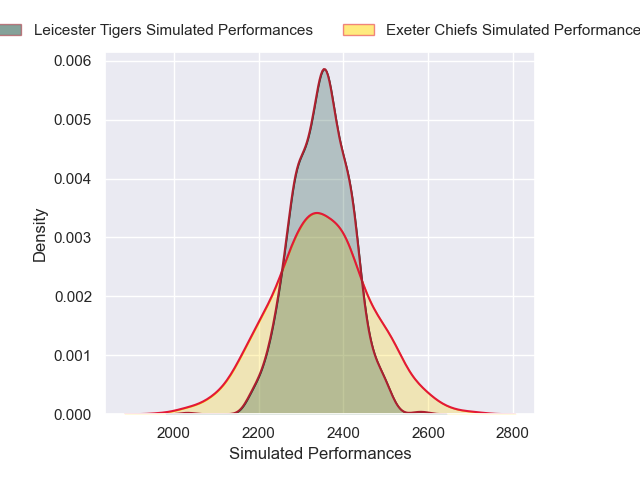 Leicester Tigers Simulated Performances Exeter Chiefs Simulated Performance
0.006
0.005
0.004
0.003
0.002
0.001
0.000
Density
2000 2200 2400 2600 2800
Simulated Performances